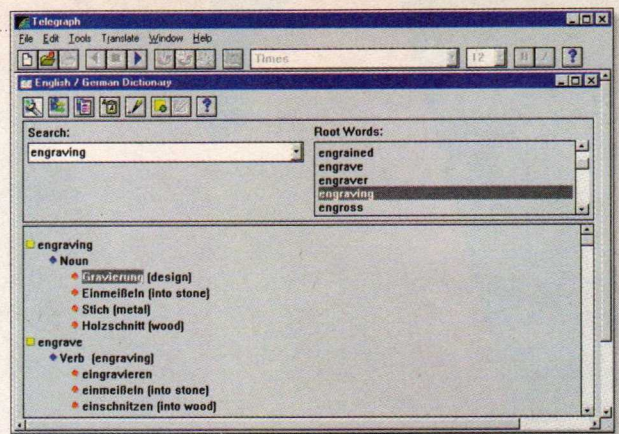 Telegraph
File Edit Tools Translate Window Help
Times 12 B I ?
English / German Dictionary
?
Search:
Root Words:
engraving
engrained
engrave
engraver
engraving
engross
engraving
Noun
Gravierung (design)
Einmeißeln (into stone)
Stich (metal)
Holzschnitt (wood)
engrave
Verb (engraving)
eingravieren
einmeißeln (into stone)
einschnitzen (into wood)